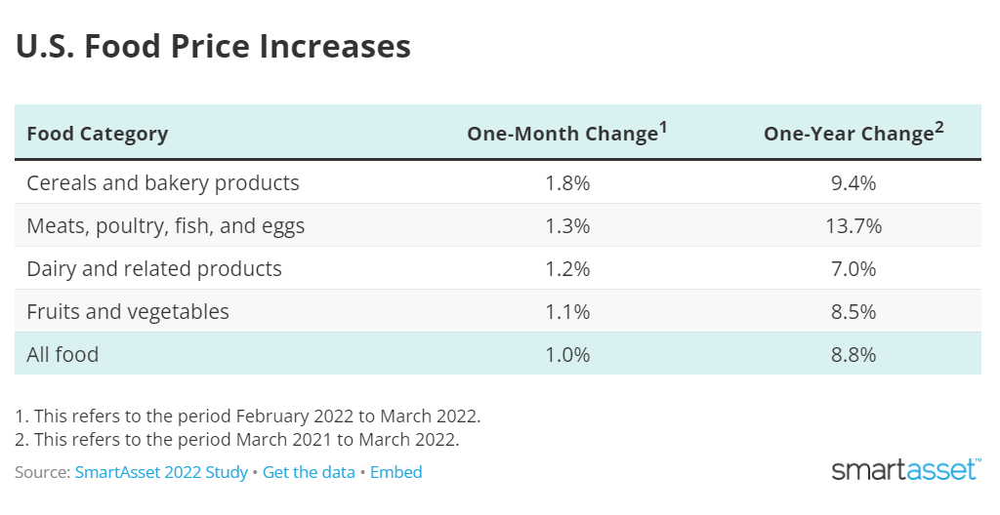 U.S. Food Price Increases
Food Category One-Month Change1 One-Year Change2
Cereals and bakery products 1.8% 9.4%
Meats, poultry, fish, and eggs 1.3% 13.7%
Dairy and related products 1.2% 7.0%
Fruits and vegetables 1.1% 8.5%
All food 1.0% 8.8%
1. This refers to the period February 2022 to March 2022.
2. This refers to the period March 2021 to March 2022.
Source: SmartAsset 2022 Study • Get the data • Embed
smartasset™